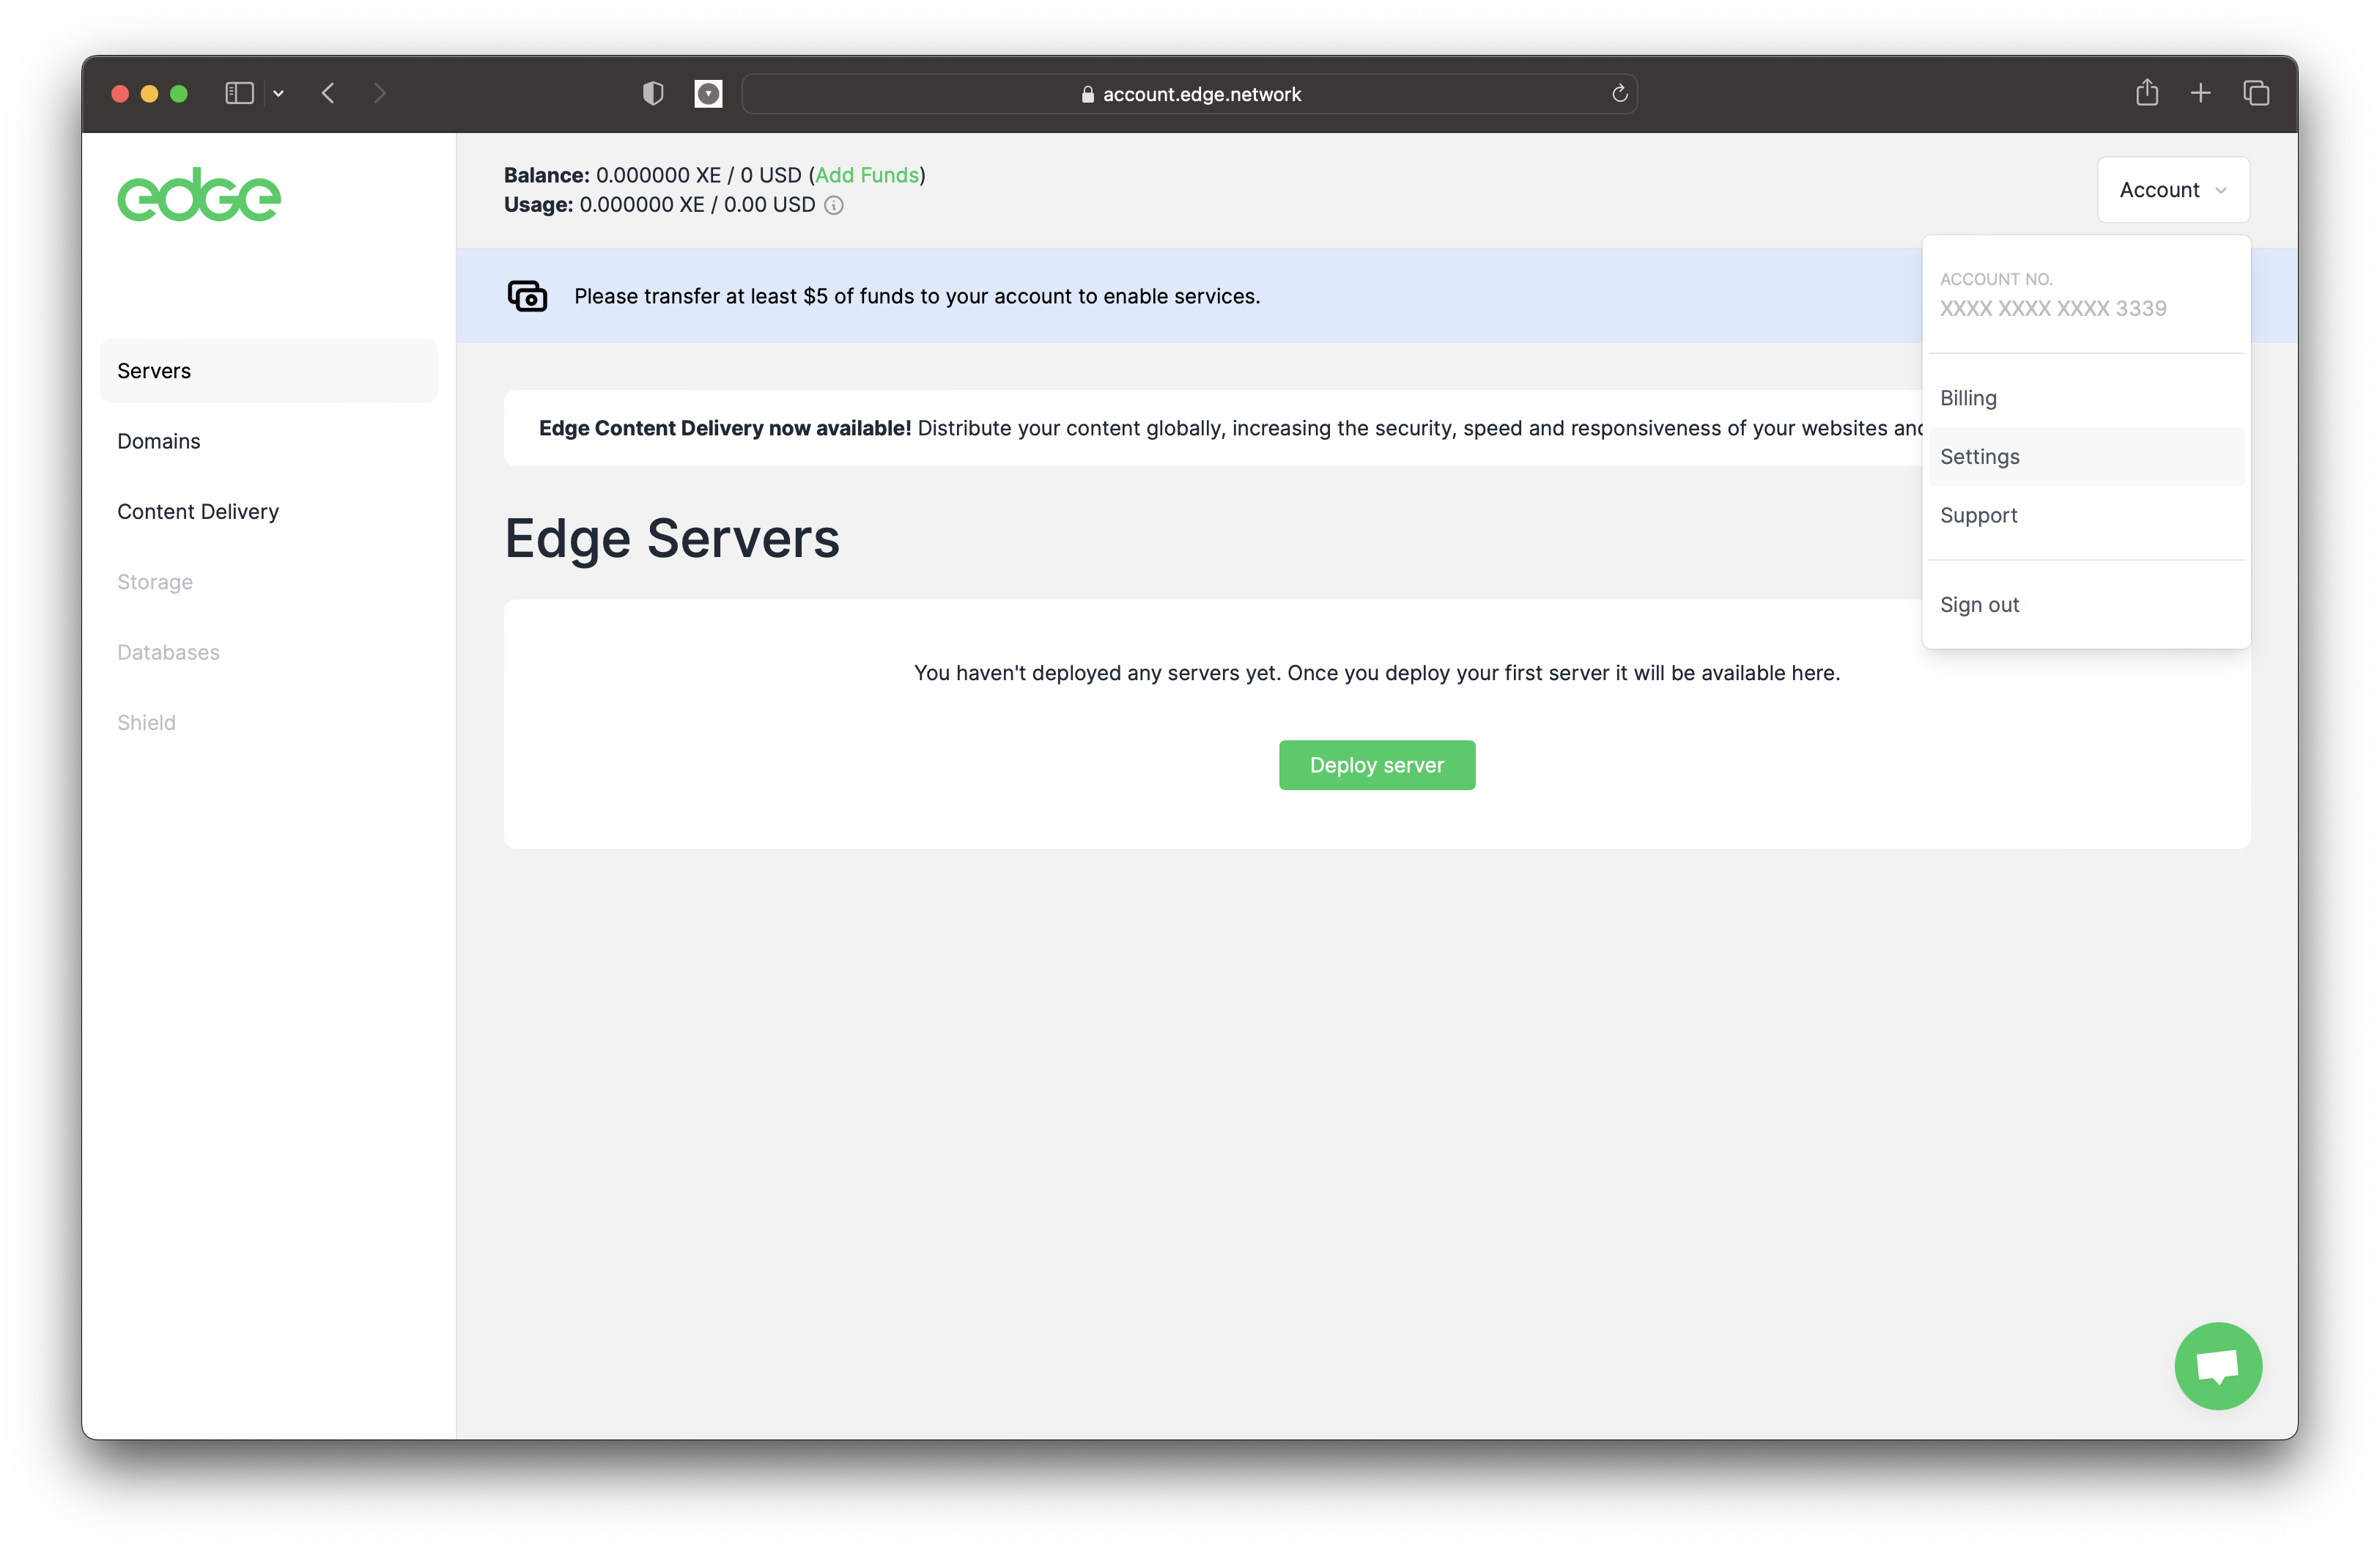 account.edge.network
edge
Balance: 0.000000 XE / 0 USD (Add Funds)
Usage: 0.000000 XE / 0.00 USD
Account
ACCOUNT NO.
XXXX XXXX XXXX 3339
Billing
Settings
Support
Sign out
Please transfer at least $5 of funds to your account to enable services.
Servers
Domains
Content Delivery
Storage
Databases
Shield
Edge Content Delivery now available! Distribute your content globally, increasing the security, speed and responsiveness of your websites and
Edge Servers
You haven't deployed any servers yet. Once you deploy your first server it will be available here.
Deploy server